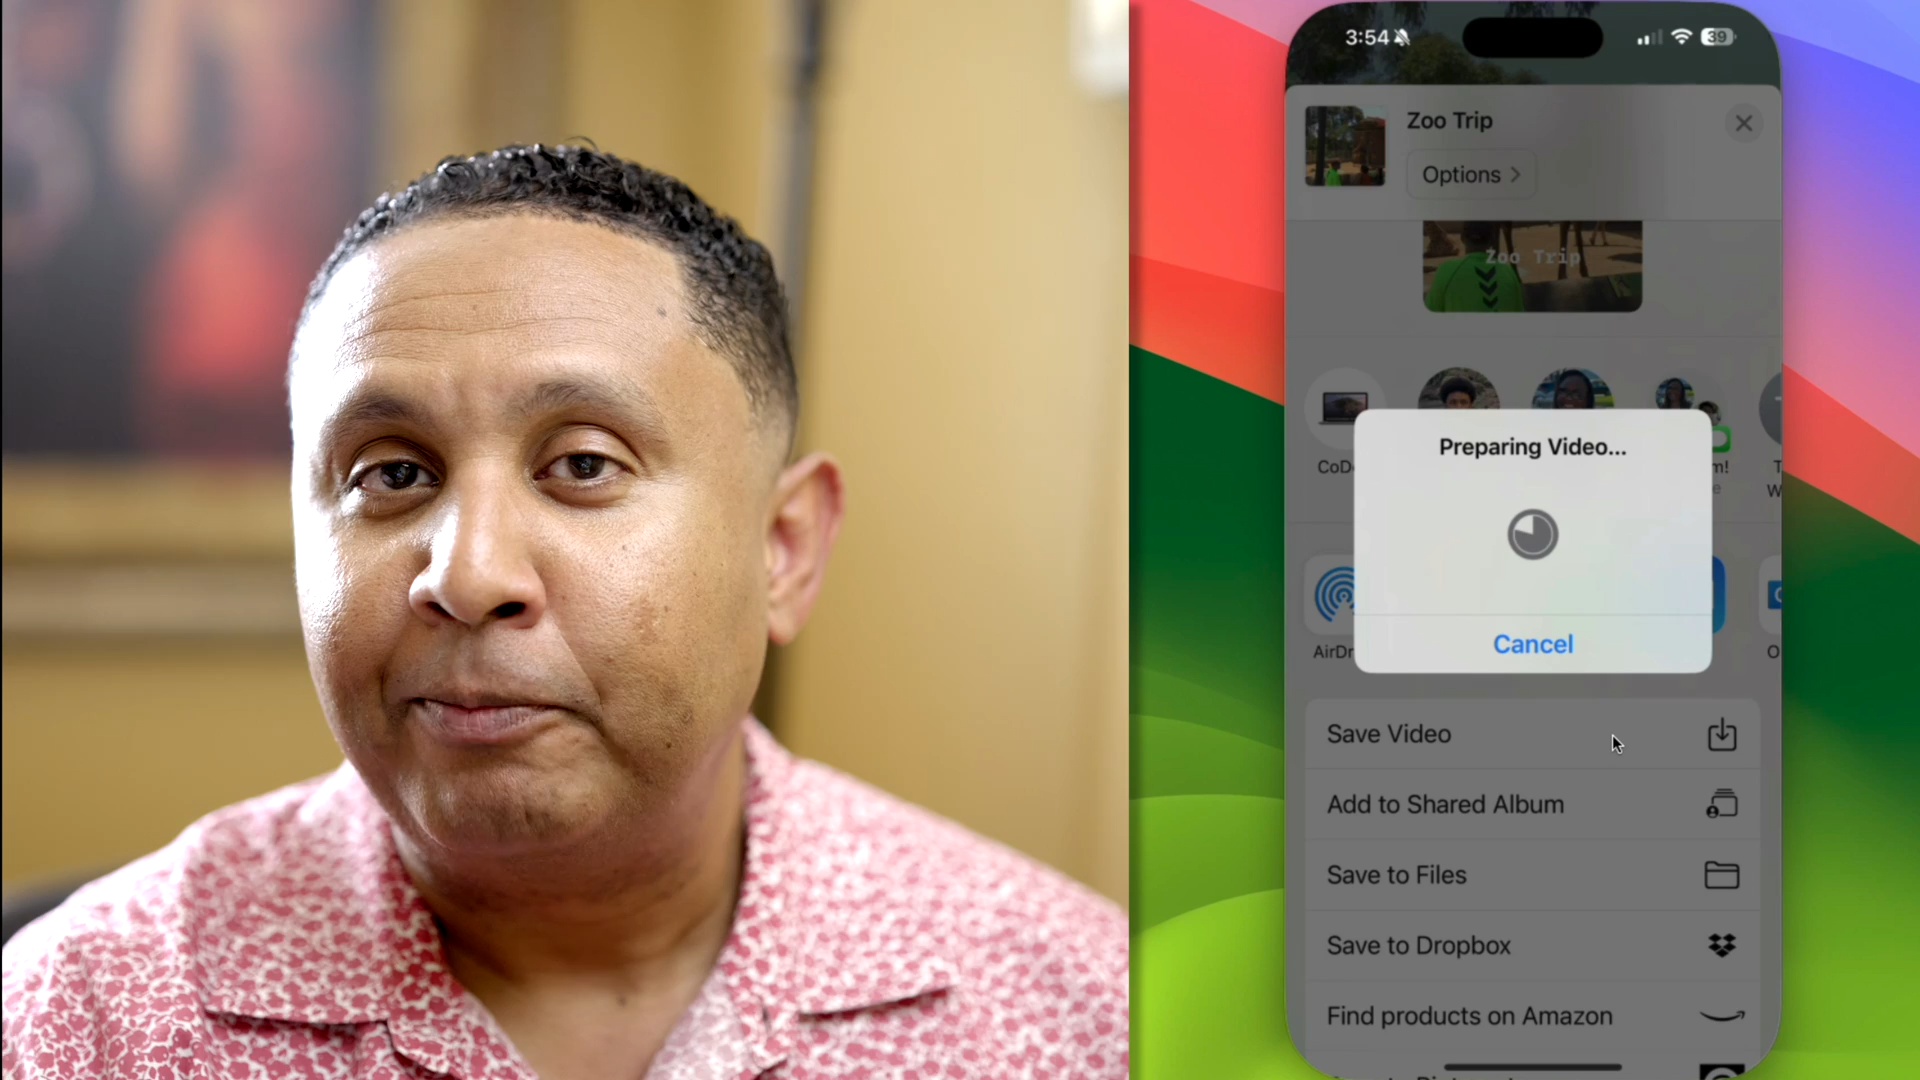 3:54
39
Zoo Trip
Options
Zoo Trip
Preparing Video...
Cancel
Save Video
Add to Shared Album
Save to Files
Save to Dropbox
Find products on Amazon